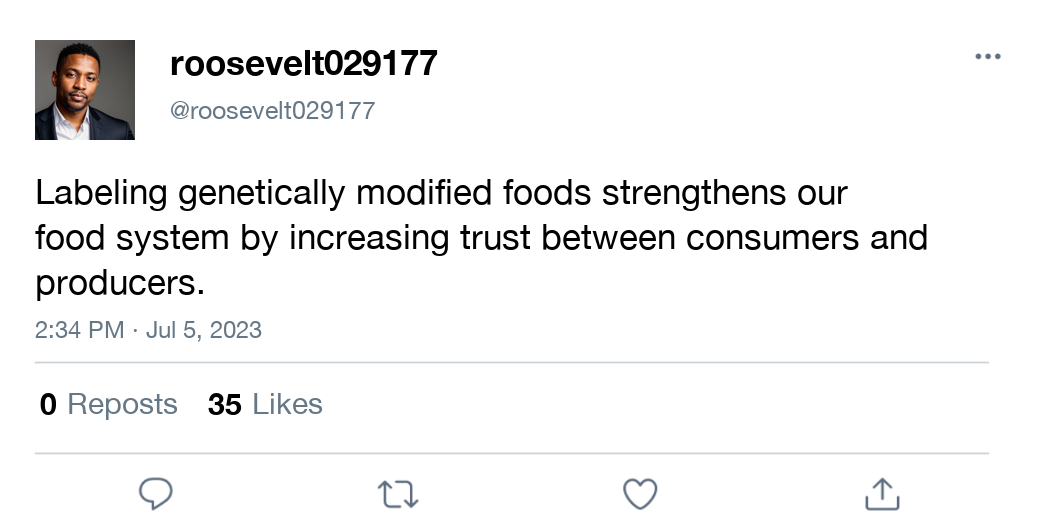 roosevelt029177
@roosevelt029177
Labeling genetically modified foods strengthens our
food system by increasing trust between consumers and
producers.
2:34 PM · Jul 5, 2023
0 Reposts 35 Likes